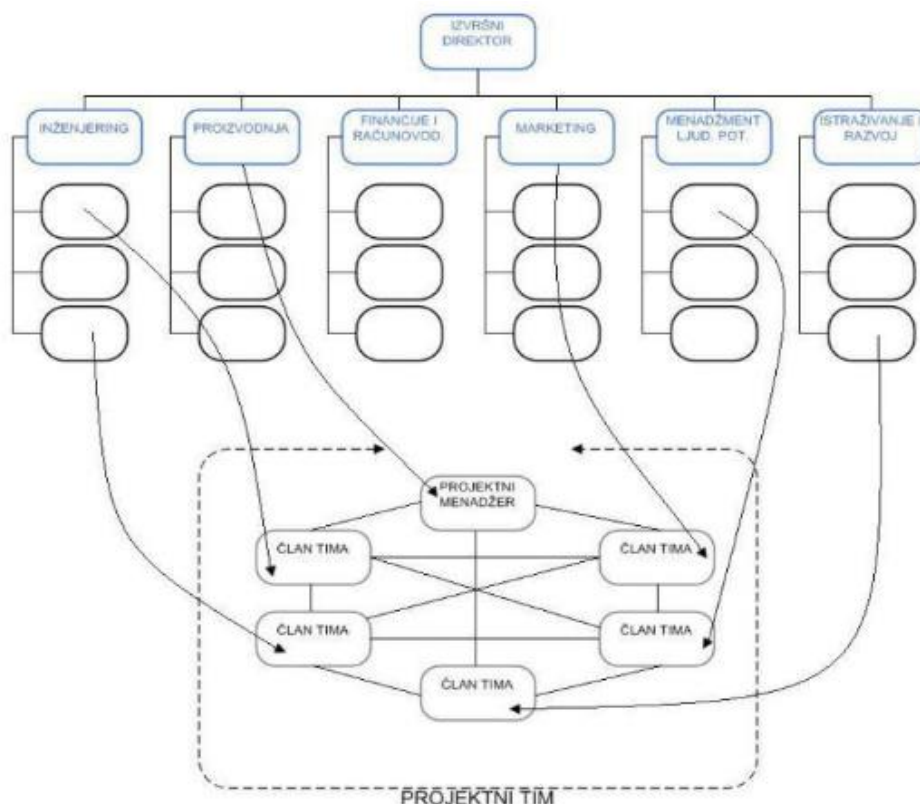 IZVRŠNI
DIREKTOR
INŽENJERING
PROIZVODNJA
FINANCIJE I
RAČUNOVOD.
MARKETING
MENADŽMENT
LJUD. POT.
ISTRAŽIVANJE I
RAZVOJ
PROJEKTNI
MENADŽER
ČLAN TIMA
ČLAN TIMA
ČLAN TIMA
ČLAN TIMA
ČLAN TIMA
PROJEKTNI TIM